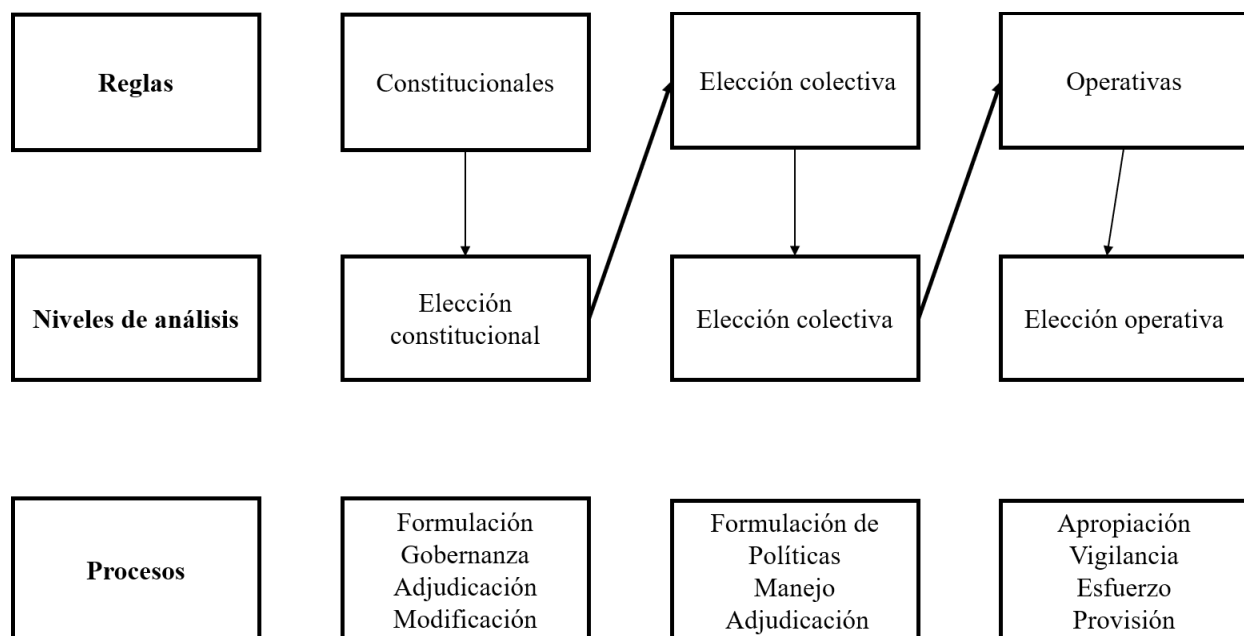 Reglas
Constitucionales
Elección colectiva
Operativas
Niveles de análisis
Elección
constitucional
Elección colectiva
Elección operativa
Procesos
Formulación
Gobernanza
Adjudicación
Modificación
Formulación de
Políticas
Manejo
Adjudicación
Apropiación
Vigilancia
Esfuerzo
Provisión